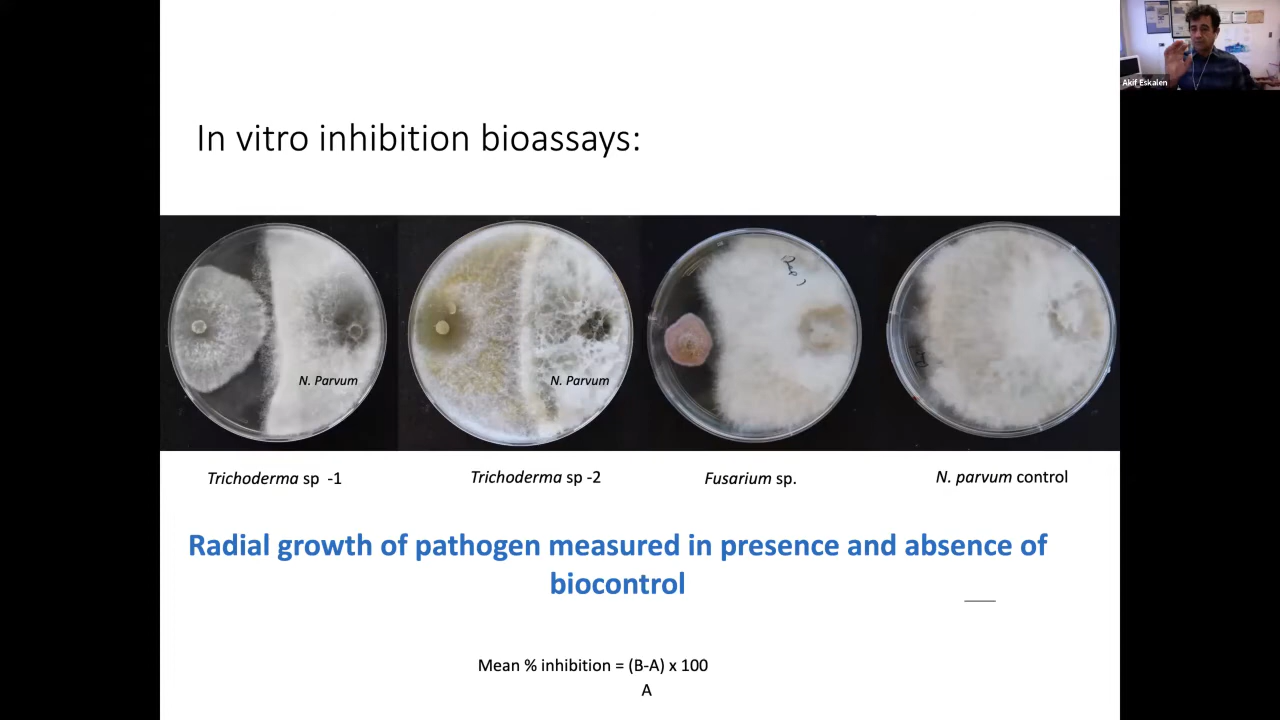 Akif Eskalen
In vitro inhibition bioassays:
N. Parvum
N. Parvum
Trichoderma sp -1
Trichoderma sp -2
Fusarium sp.
N. parvum control
Radial growth of pathogen measured in presence and absence of
biocontrol
Mean % inhibition = (B-A) x 100
A